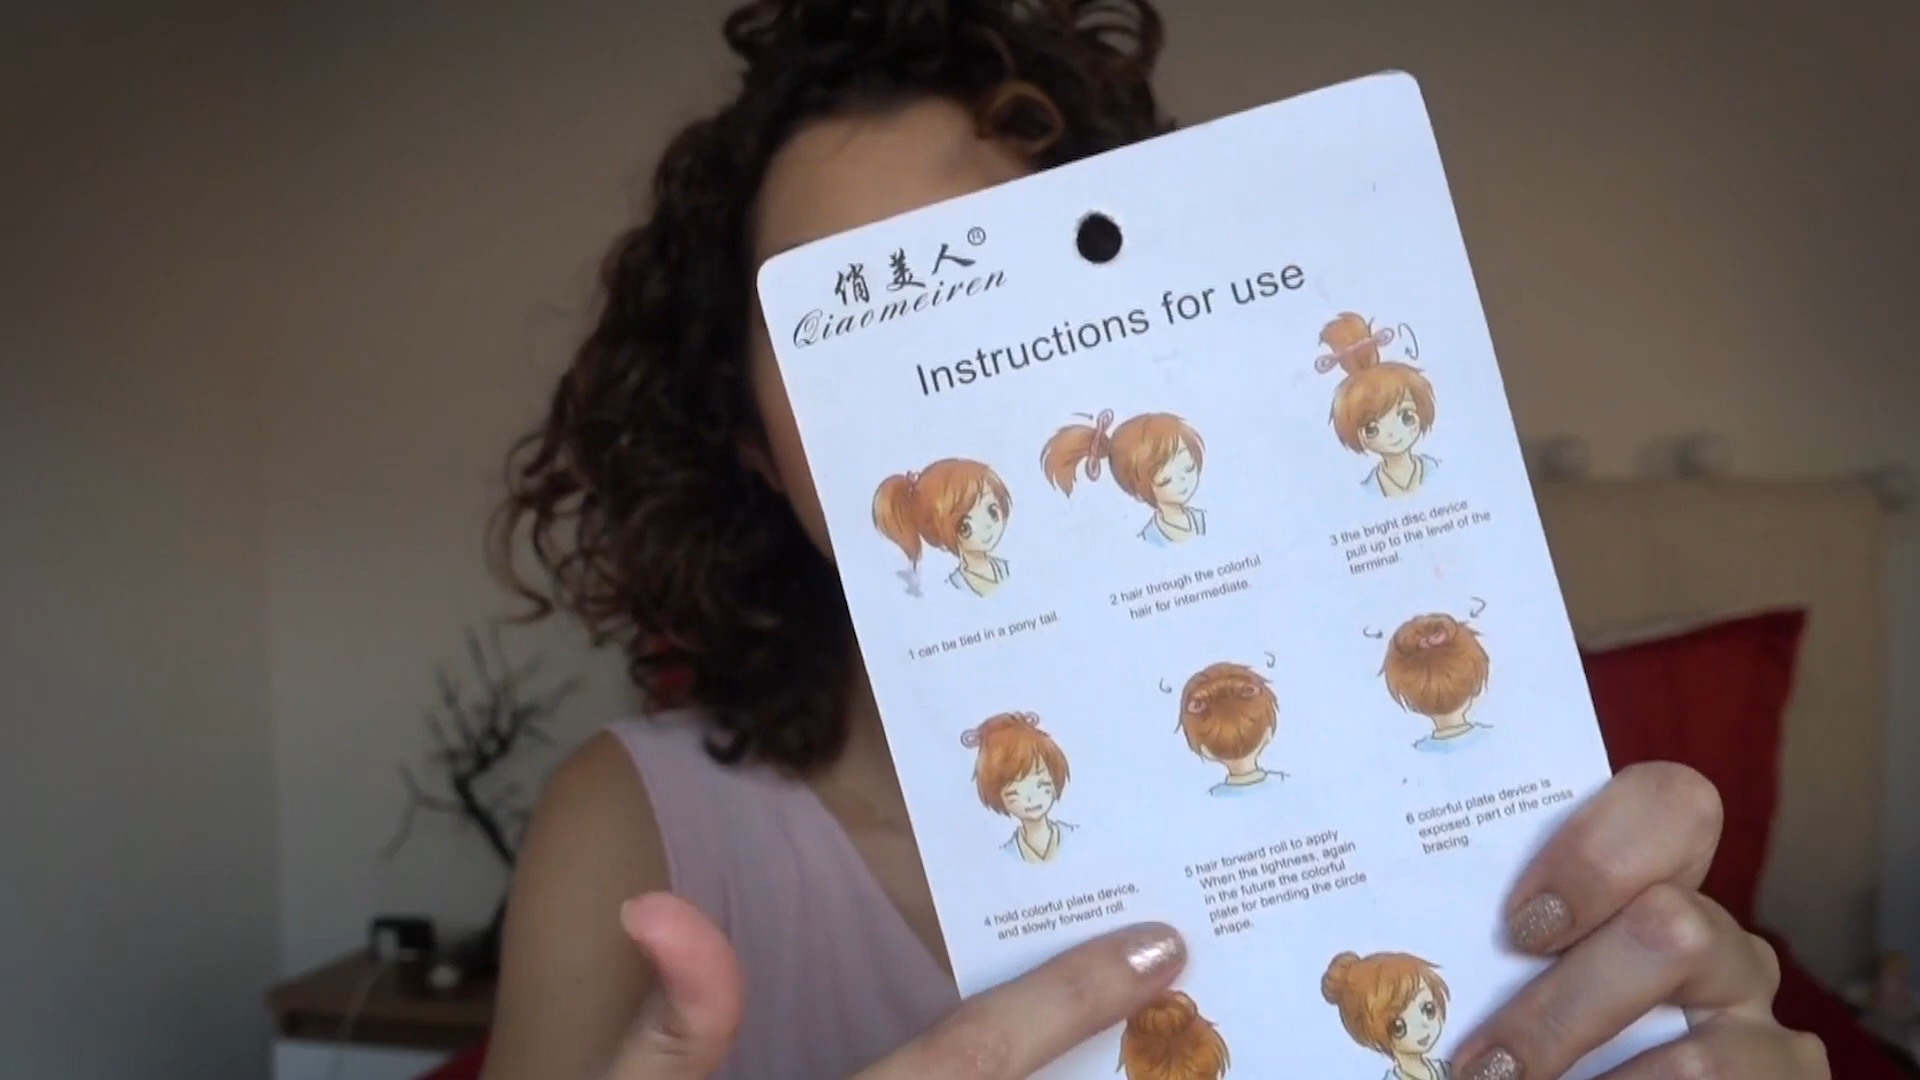 俏美人®
Qiaomeiren
Instructions for use
1 can be tied in a pony tail.
2 hair through the colorful
hair for intermediate.
3 the bright disc device
pull up to the level of the
terminal.
4 hold colorful plate device,
and slowly forward roll.
5 hair forward roll to apply
When the tightness, again
in the future the colorful
plate for bending the circle
shape.
6 colorful plate device is
exposed. part of the cross
bracing.